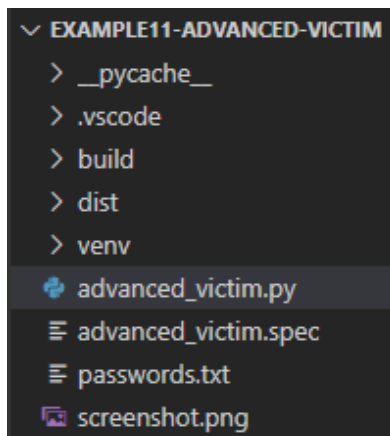 EXAMPLE11-ADVANCED-VICTIM
__pycache__
.vscode
build
dist
venv
advanced_victim.py
advanced_victim.spec
passwords.txt
screenshot.png